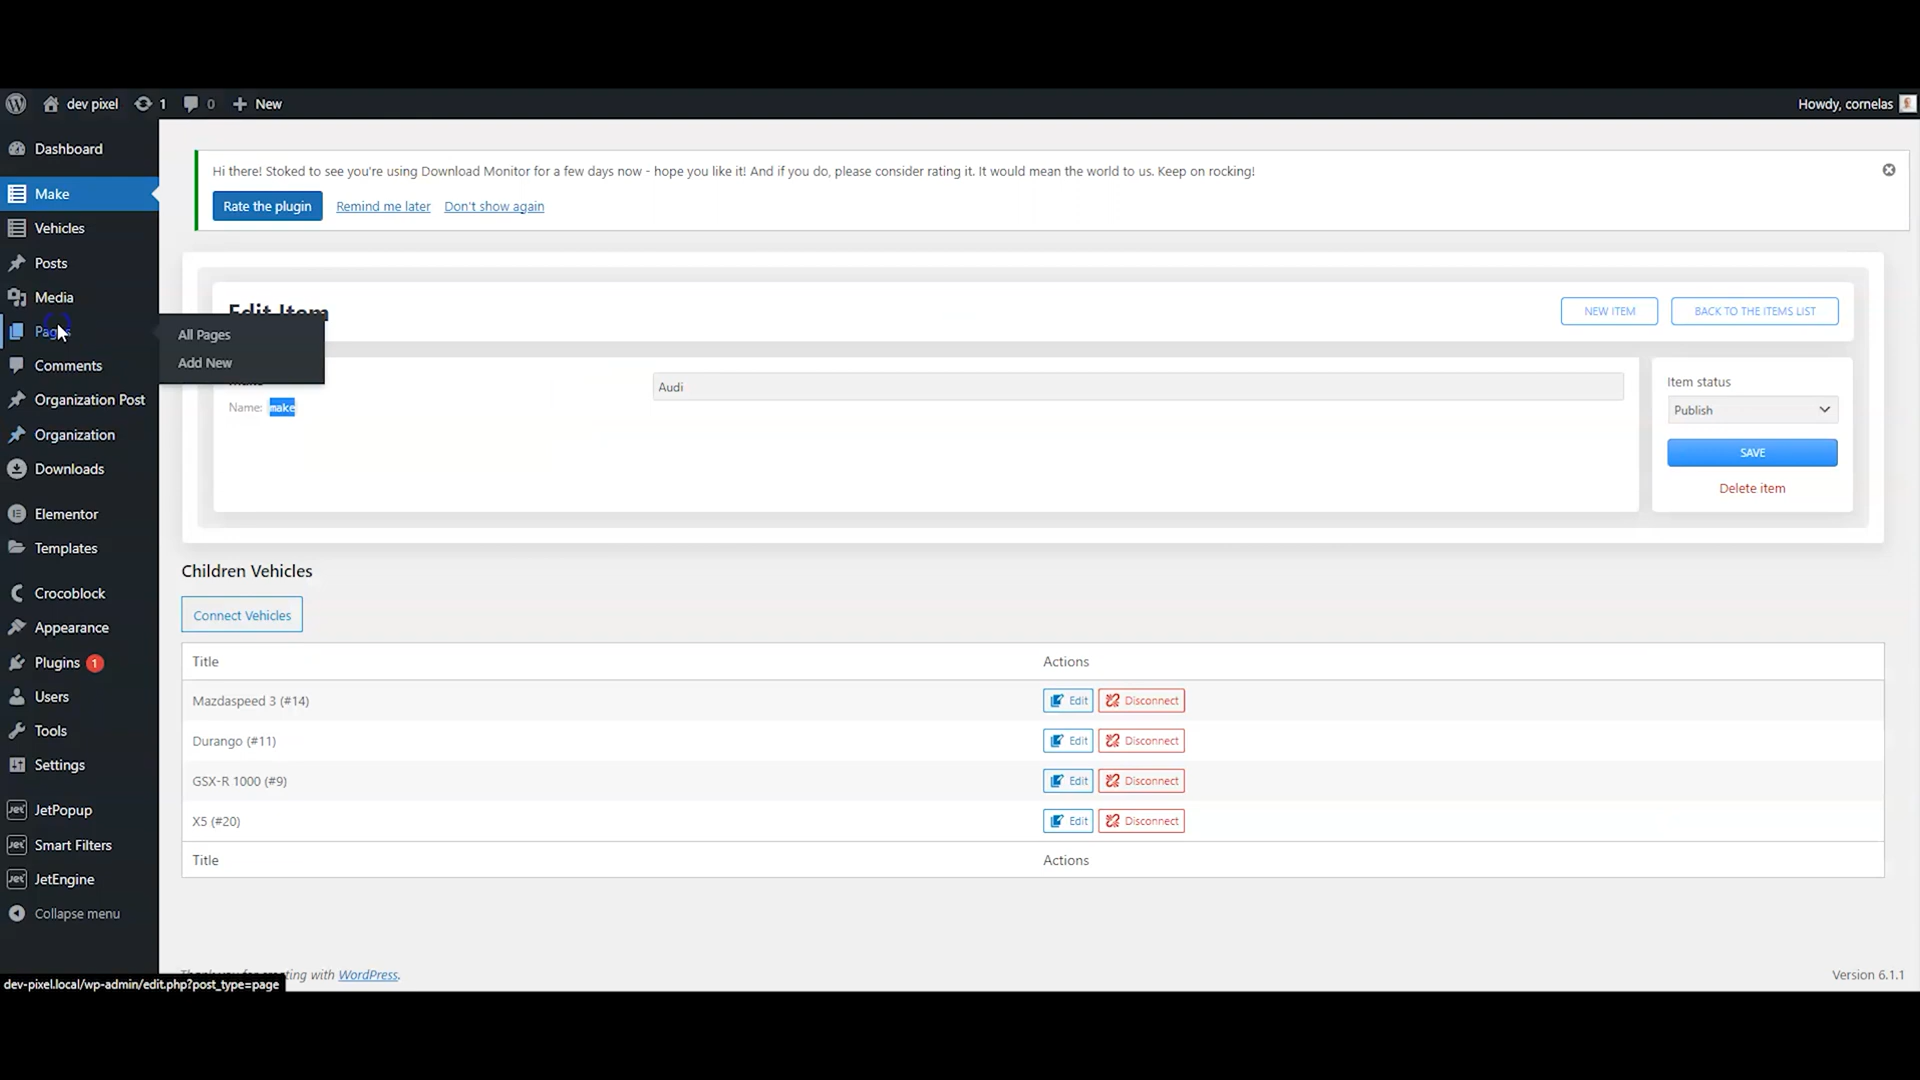 dev pixel 1 0 New Howdy, cornelas
Dashboard
Make
Vehicles
Posts
Media
Pages
All Pages
Add New
Comments
Organization Post
Organization
Downloads
Elementor
Templates
Crocoblock
Appearance
Plugins 1
Users
Tools
Settings
JetPopup
Smart Filters
JetEngine
Collapse menu
Hi there! Stoked to see you're using Download Monitor for a few days now - hope you like it! And if you do, please consider rating it. It would mean the world to us. Keep on rocking!
Rate the plugin Remind me later Don't show again
Edit Item
NEW ITEM BACK TO THE ITEMS LIST
Name: make
Audi
Item status
Publish
SAVE
Delete item
Children Vehicles
Connect Vehicles
Title Actions
Mazdaspeed 3 (#14) Edit Disconnect
Durango (#11) Edit Disconnect
GSX-R 1000 (#9) Edit Disconnect
X5 (#20) Edit Disconnect
Title Actions
Thank you for creating with WordPress. Version 6.1.1
dev-pixel.local/wp-admin/edit.php?post_type=page